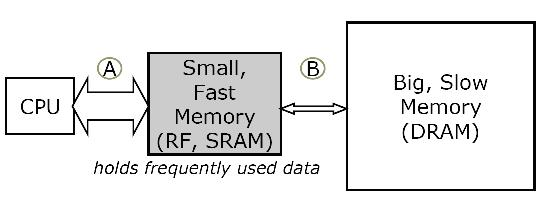 A
B
CPU
Small,
Fast
Memory
(RF, SRAM)
Big, Slow
Memory
(DRAM)
holds frequently used data